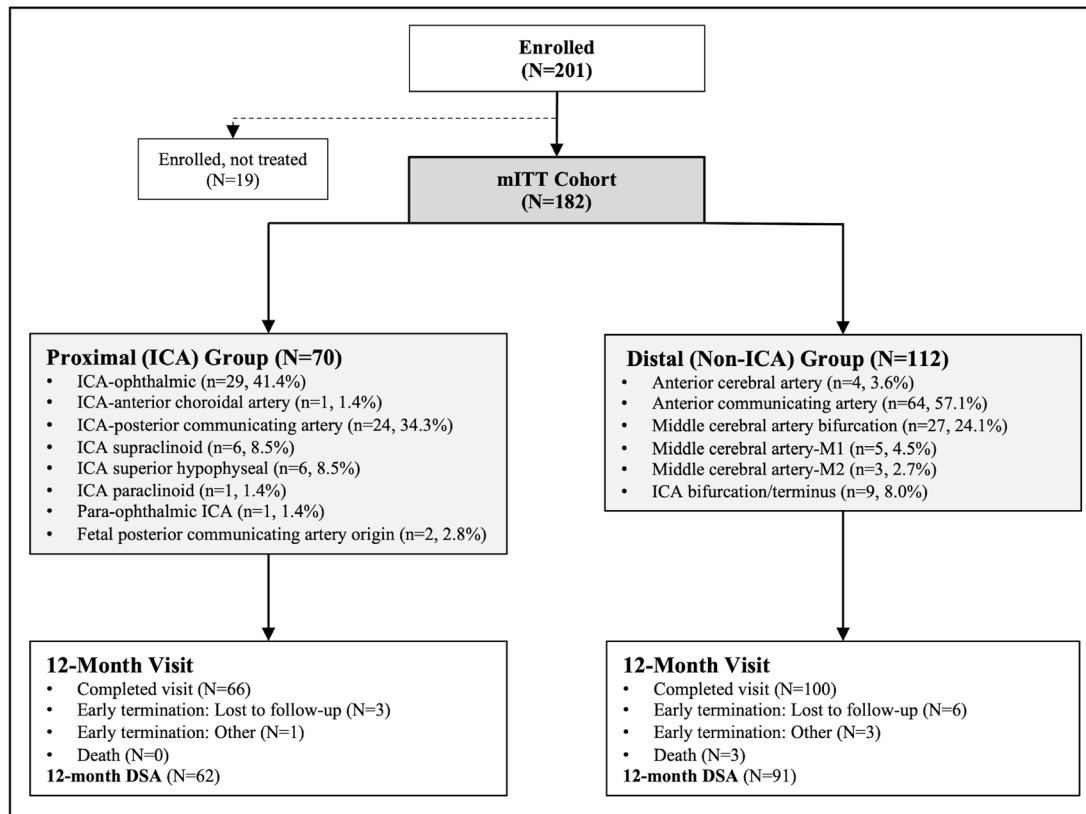 Enrolled
(N=201)
Enrolled, not treated
(N=19)
mITT Cohort
(N=182)
Proximal (ICA) Group (N=70)
• ICA-ophthalmic (n=29, 41.4%)
• ICA-anterior choroidal artery (n=1, 1.4%)
• ICA-posterior communicating artery (n=24, 34.3%)
• ICA supraclinoid (n=6, 8.5%)
• ICA superior hypophyseal (n=6, 8.5%)
• ICA paraclinoid (n=1, 1.4%)
• Para-ophthalmic ICA (n=1, 1.4%)
• Fetal posterior communicating artery origin (n=2, 2.8%)
Distal (Non-ICA) Group (N=112)
• Anterior cerebral artery (n=4, 3.6%)
• Anterior communicating artery (n=64, 57.1%)
• Middle cerebral artery bifurcation (n=27, 24.1%)
• Middle cerebral artery-M1 (n=5, 4.5%)
• Middle cerebral artery-M2 (n=3, 2.7%)
• ICA bifurcation/terminus (n=9, 8.0%)
12-Month Visit
• Completed visit (N=66)
• Early termination: Lost to follow-up (N=3)
• Early termination: Other (N=1)
• Death (N=0)
12-month DSA (N=62)
12-Month Visit
• Completed visit (N=100)
• Early termination: Lost to follow-up (N=6)
• Early termination: Other (N=3)
• Death (N=3)
12-month DSA (N=91)